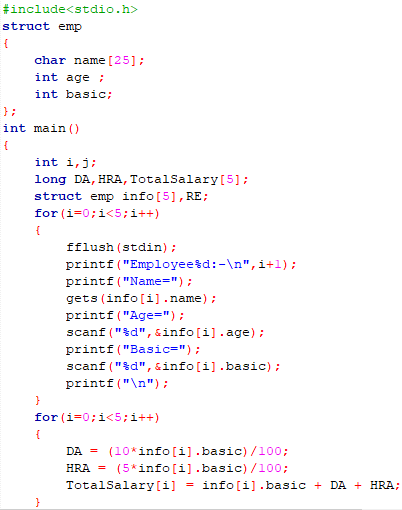 #include<stdio.h>
struct emp
{
    char name[25];
    int age ;
    int basic;
};
int main()
{
    int i,j;
    long DA,HRA,TotalSalary[5];
    struct emp info[5],RE;
    for(i=0;i<5;i++)
    {
        fflush(stdin);
        printf("Employee%d:-\n",i+1);
        printf("Name=");
        gets(info[i].name);
        printf("Age=");
        scanf("%d",&info[i].age);
        printf("Basic=");
        scanf("%d",&info[i].basic);
        printf("\n");
    }
    for(i=0;i<5;i++)
    {
        DA = (10*info[i].basic)/100;
        HRA = (5*info[i].basic)/100;
        TotalSalary[i] = info[i].basic + DA + HRA;
    }